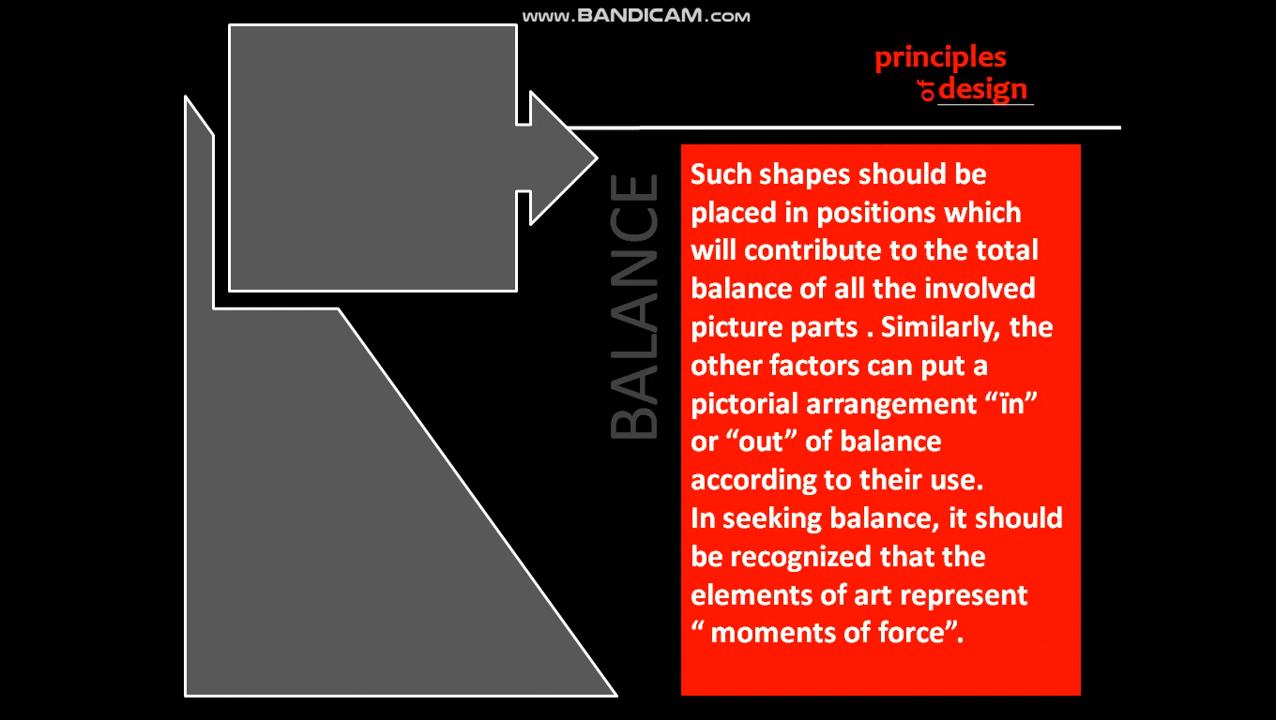 www.BANDICAM.com
principles
of design
BALANCE
Such shapes should be
placed in positions which
will contribute to the total
balance of all the involved
picture parts . Similarly, the
other factors can put a
pictorial arrangement “ïn”
or “out” of balance
according to their use.
In seeking balance, it should
be recognized that the
elements of art represent
“ moments of force”.